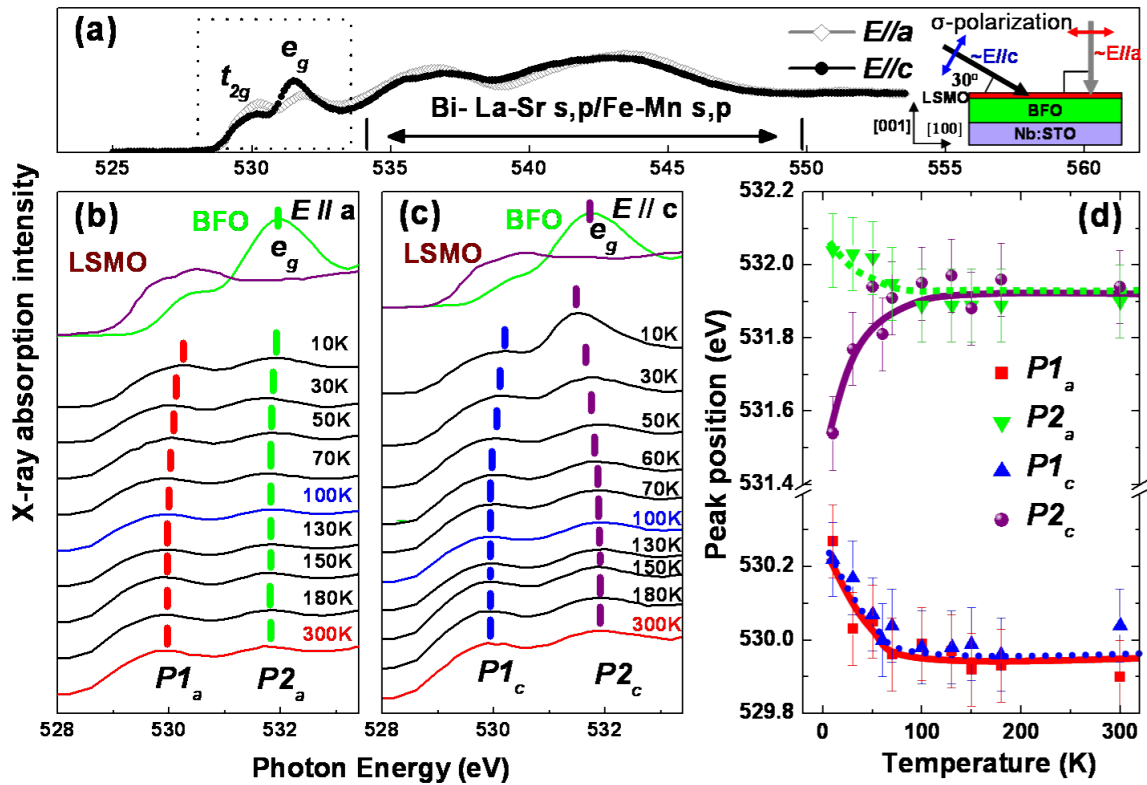 (a)
t2g
eg
E//a
E//c
σ-polarization
~E//c
~E//a
30°
LSMO
BFO
Nb:STO
[001]
[100]
Bi- La-Sr s,p/Fe-Mn s,p
525 530 535 540 545 550 555 560
X-ray absorption intensity
(b)
E // a
BFO
eg
LSMO
10K
30K
50K
70K
100K
130K
150K
180K
300K
P1a P2a
528 530 532
(c)
E // c
BFO
eg
LSMO
10K
30K
50K
60K
70K
100K
130K
150K
180K
300K
P1c P2c
528 530 532
Photon Energy (eV)
(d)
Peak position (eV)
532.2
532.0
531.8
531.6
531.4
530.2
530.0
529.8
P1a
P2a
P1c
P2c
0 100 200 300
Temperature (K)